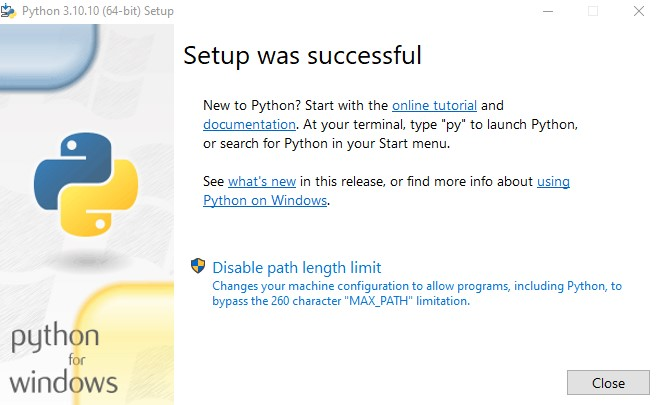 Python 3.10.10 (64-bit) Setup
Setup was successful
New to Python? Start with the online tutorial and
documentation. At your terminal, type "py" to launch Python,
or search for Python in your Start menu.
See what's new in this release, or find more info about using
Python on Windows.
Disable path length limit
Changes your machine configuration to allow programs, including Python, to
bypass the 260 character "MAX_PATH" limitation.
python
for
windows
Close